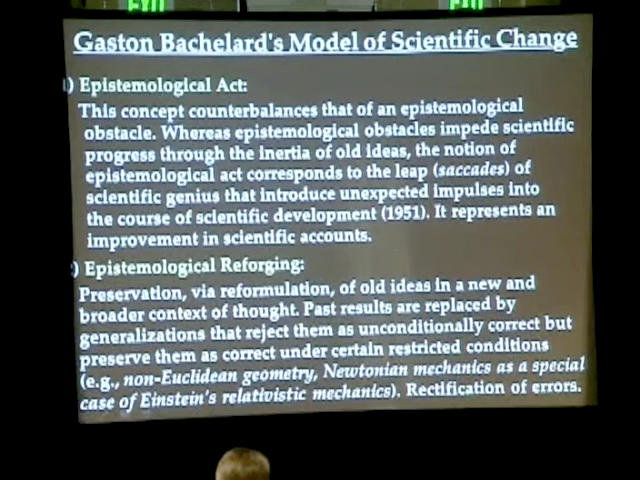 EXIT
EXIT
Gaston Bachelard's Model of Scientific Change
) Epistemological Act:
This concept counterbalances that of an epistemological
obstacle. Whereas epistemological obstacles impede scientific
progress through the inertia of old ideas, the notion of
epistemological act corresponds to the leap (saccades) of
scientific genius that introduce unexpected impulses into
the course of scientific development (1951). It represents an
improvement in scientific accounts.
) Epistemological Reforging:
Preservation, via reformulation, of old ideas in a new and
broader context of thought. Past results are replaced by
generalizations that reject them as unconditionally correct but
preserve them as correct under certain restricted conditions
(e.g., non-Euclidean geometry, Newtonian mechanics as a special
case of Einstein's relativistic mechanics). Rectification of errors.